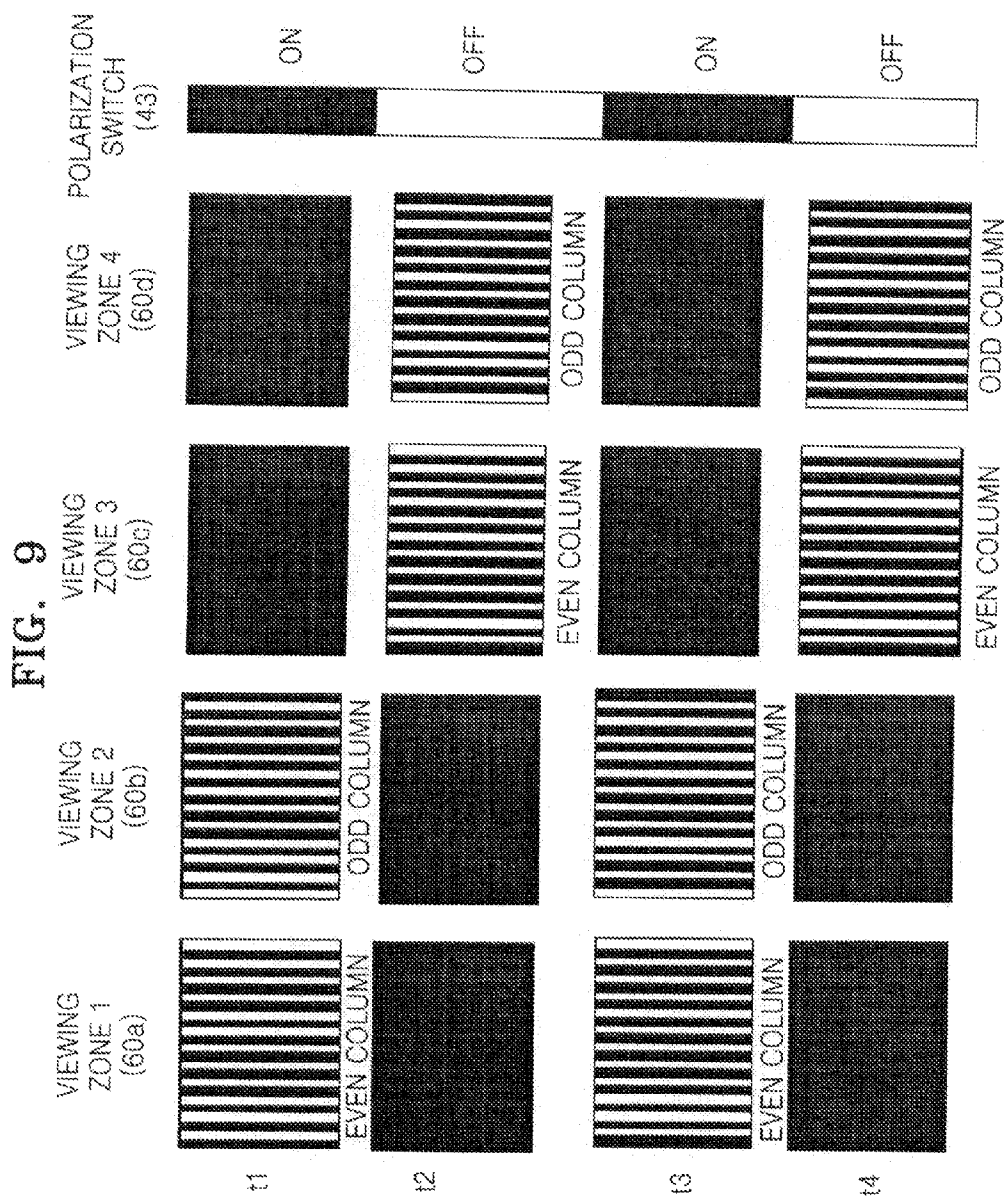 FIG. 9
VIEWING
ZONE 1
(60a)
VIEWING
ZONE 2
(60b)
VIEWING
ZONE 3
(60c)
VIEWING
ZONE 4
(60d)
POLARIZATION
SWITCH
(43)
t1
EVEN COLUMN
ODD COLUMN
ON
t2
EVEN COLUMN
ODD COLUMN
OFF
t3
EVEN COLUMN
ODD COLUMN
ON
t4
EVEN COLUMN
ODD COLUMN
OFF